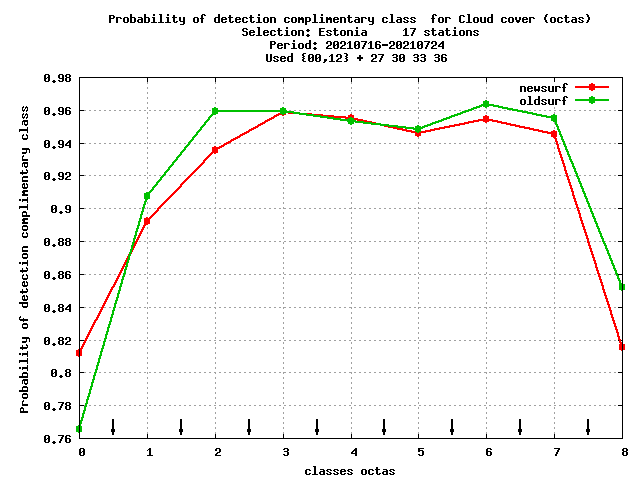 Probability of detection complimentary class  for Cloud cover (octas)
Selection: Estonia     17 stations
Period: 20210716-20210724
Used {00,12} + 27 30 33 36
newsurf
oldsurf
Probability of detection complimentary class
0.98
0.96
0.94
0.92
0.9
0.88
0.86
0.84
0.82
0.8
0.78
0.76
0 1 2 3 4 5 6 7 8
classes octas